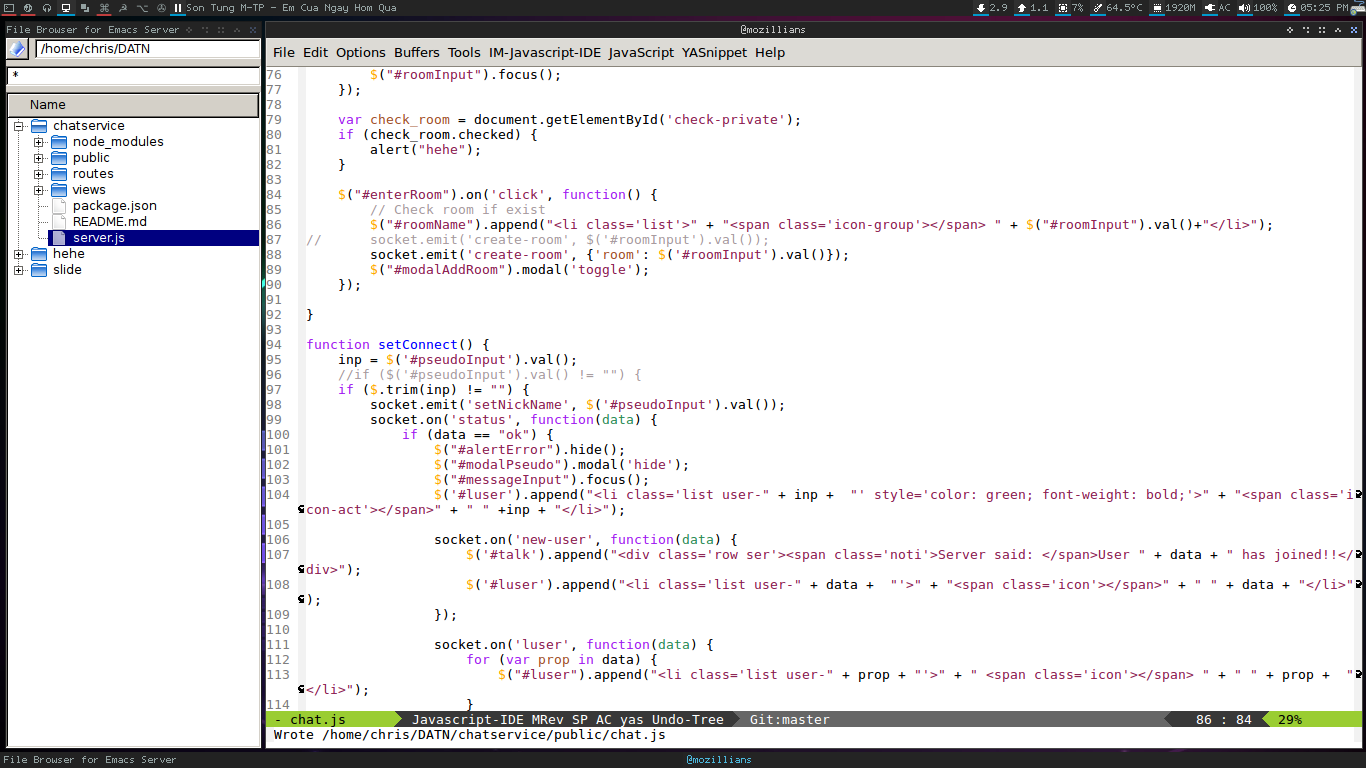 Son Tung M-TP - Em Cua Ngay Hom Qua
2.9 1.1 7% 64.5°C 1920M AC 100% 05:25 PM
File Browser for Emacs Server
/home/chris/DATN
*
Name
chatservice
node_modules
public
routes
views
package.json
README.md
server.js
hehe
slide
@mozillians
File Edit Options Buffers Tools IM-Javascript-IDE JavaScript YASnippet Help
76         $("#roomInput").focus();
77     });
78
79     var check_room = document.getElementById('check-private');
80     if (check_room.checked) {
81         alert("hehe");
82     }
83
84     $("#enterRoom").on('click', function() {
85         // Check room if exist
86         $("#roomName").append("<li class='list'>" + "<span class='icon-group'></span> " + $("#roomInput").val()+"</li>");
87 //      socket.emit('create-room', $('#roomInput').val());
88         socket.emit('create-room', {'room': $('#roomInput').val()});
89         $("#modalAddRoom").modal('toggle');
90     });
91
92 }
93
94 function setConnect() {
95     inp = $('#pseudoInput').val();
96     //if ($('#pseudoInput').val() != "") {
97     if ($.trim(inp) != "") {
98         socket.emit('setNickName', $('#pseudoInput').val());
99         socket.on('status', function(data) {
100             if (data == "ok") {
101                 $("#alertError").hide();
102                 $("#modalPseudo").modal('hide');
103                 $("#messageInput").focus();
104                 $('#luser').append("<li class='list user-" + inp +  "' style='color: green; font-weight: bold;'>" + "<span class='i
con-act'></span>" + " " +inp + "</li>");
105
106                 socket.on('new-user', function(data) {
107                     $('#talk').append("<div class='row ser'><span class='noti'>Server said: </span>User " + data + " has joined!!</
div>");
108                     $('#luser').append("<li class='list user-" + data +  "'>" + "<span class='icon'></span>" + " " + data + "</li>"
);
109                 });
110
111                 socket.on('luser', function(data) {
112                     for (var prop in data) {
113                         $("#luser").append("<li class='list user-" + prop + "'>" + " <span class='icon'></span> " + " " + prop +  "
</li>");
114                     }
- chat.js Javascript-IDE MRev SP AC yas Undo-Tree Git:master 86 : 84 29%
Wrote /home/chris/DATN/chatservice/public/chat.js
File Browser for Emacs Server @mozillians